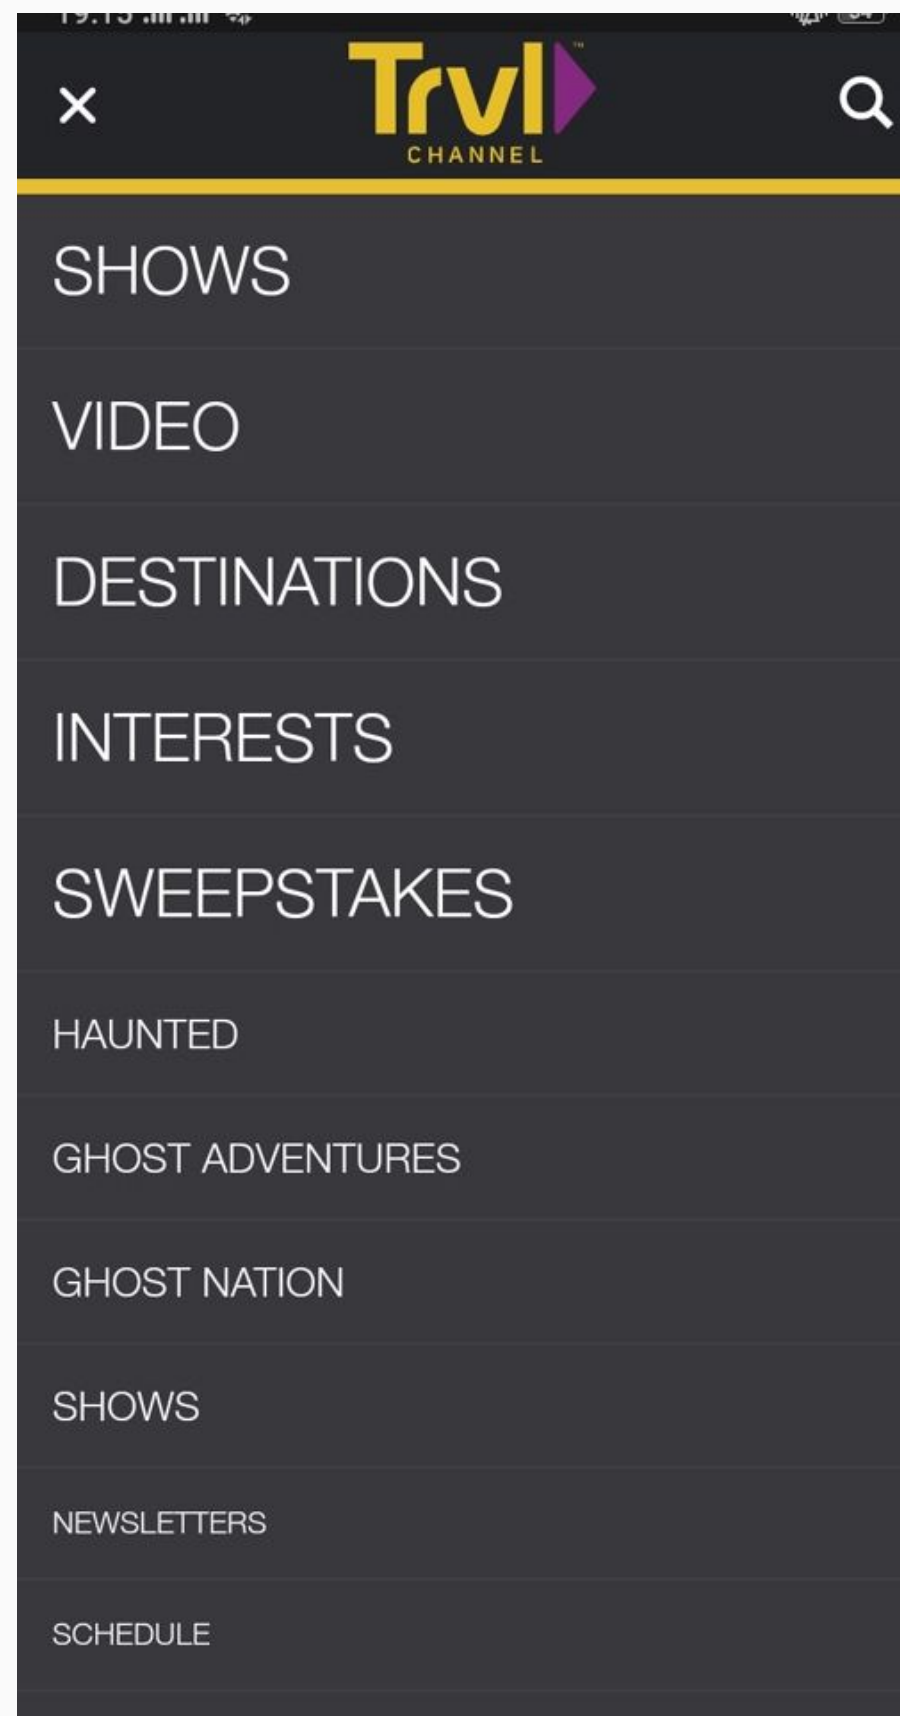 Trvl
CHANNEL
SHOWS
VIDEO
DESTINATIONS
INTERESTS
SWEEPSTAKES
HAUNTED
GHOST ADVENTURES
GHOST NATION
SHOWS
NEWSLETTERS
SCHEDULE